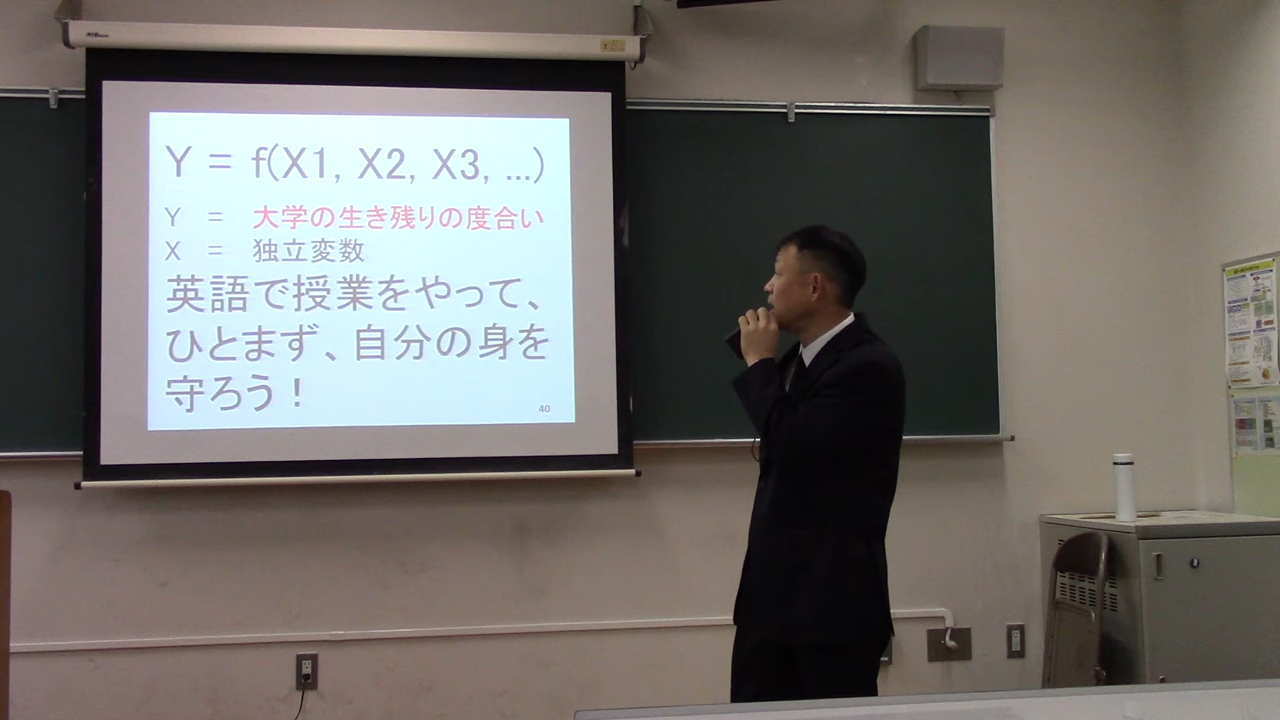 Y = f(X1, X2, X3, ...)
Y = 大学の生き残りの度合い
X = 独立変数
英語で授業をやって、
ひとまず、自分の身を
守ろう！
40